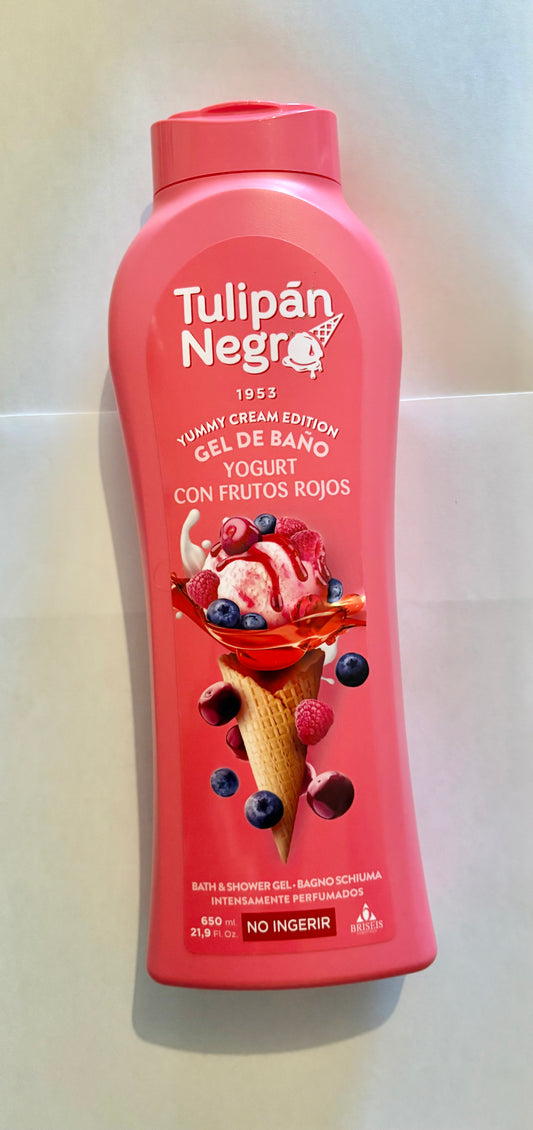 Tulipán
Negro
1953
YUMMY CREAM EDITION
GEL DE BAÑO
YOGURT
CON FRUTOS ROJOS
BATH & SHOWER GEL • BAGNO SCHIUMA
INTENSAMENTE PERFUMADOS
650 ml.
21,9 Fl. Oz.
NO INGERIR
BRISEIS